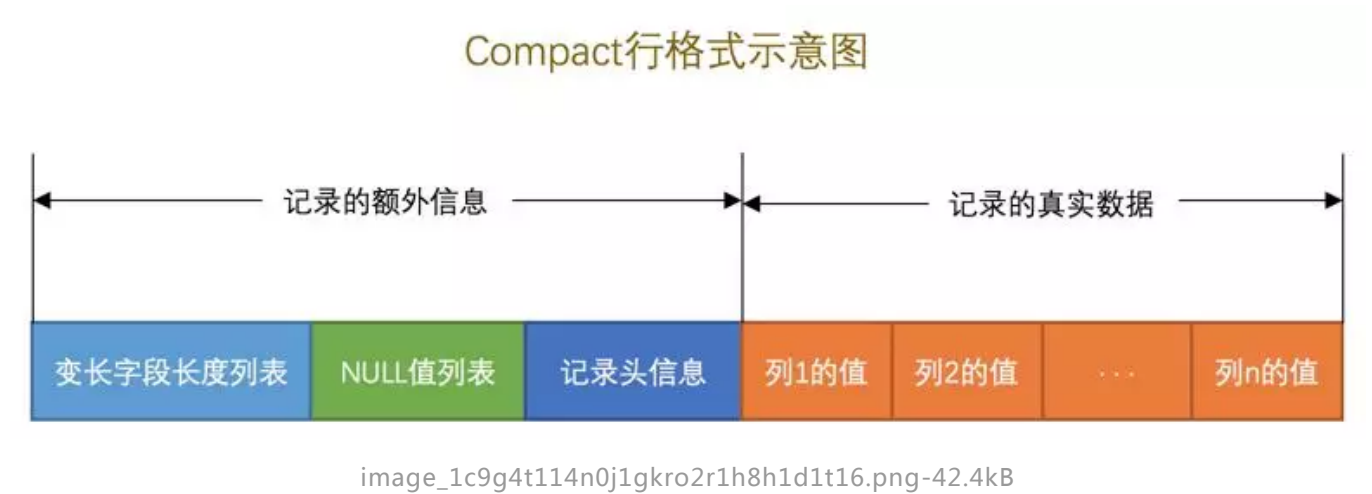 Compact行格式示意图
记录的额外信息
记录的真实数据
变长字段长度列表
NULL值列表
记录头信息
列1的值
列2的值
···
列n的值
image_1c9g4t114n0j1gkro2r1h8h1d1t16.png-42.4kB